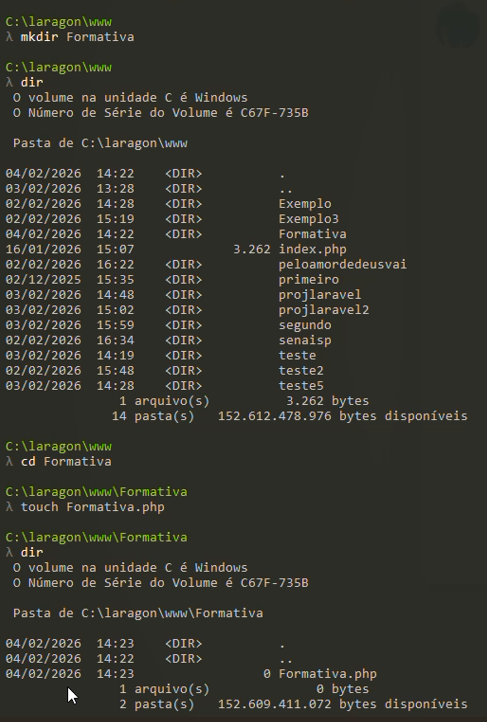 C:\laragon\www
λ mkdir Formativa
C:\laragon\www
λ dir
O volume na unidade C é Windows
O Número de Série do Volume é C67F-735B
Pasta de C:\laragon\www
04/02/2026  14:22    <DIR>          .
03/02/2026  13:28    <DIR>          ..
02/02/2026  14:28    <DIR>          Exemplo
02/02/2026  15:19    <DIR>          Exemplo3
04/02/2026  14:22    <DIR>          Formativa
16/01/2026  15:07             3.262 index.php
02/02/2026  16:22    <DIR>          peloamordedeusvai
02/12/2025  15:35    <DIR>          primeiro
03/02/2026  14:48    <DIR>          projlaravel
03/02/2026  15:02    <DIR>          projlaravel2
03/02/2026  15:59    <DIR>          segundo
02/02/2026  16:34    <DIR>          senaisp
03/02/2026  14:19    <DIR>          teste
02/02/2026  15:48    <DIR>          teste2
03/02/2026  14:28    <DIR>          teste5
1 arquivo(s)          3.262 bytes
14 pasta(s)   152.612.478.976 bytes disponíveis
C:\laragon\www
λ cd Formativa
C:\laragon\www\Formativa
λ touch Formativa.php
C:\laragon\www\Formativa
λ dir
O volume na unidade C é Windows
O Número de Série do Volume é C67F-735B
Pasta de C:\laragon\www\Formativa
04/02/2026  14:23    <DIR>          .
04/02/2026  14:22    <DIR>          ..
04/02/2026  14:23                 0 Formativa.php
1 arquivo(s)              0 bytes
2 pasta(s)   152.609.411.072 bytes disponíveis